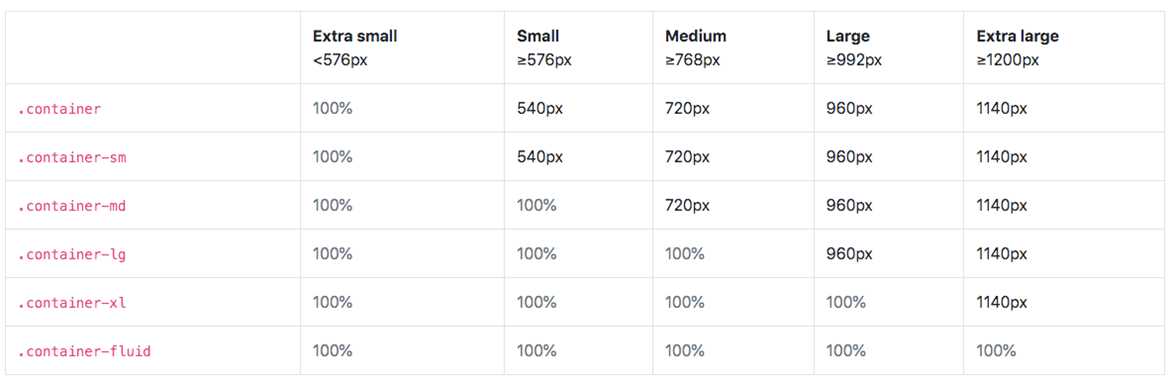 Extra small Small Medium Large Extra large
<576px ≥576px ≥768px ≥992px ≥1200px
.container 100% 540px 720px 960px 1140px
.container-sm 100% 540px 720px 960px 1140px
.container-md 100% 100% 720px 960px 1140px
.container-lg 100% 100% 100% 960px 1140px
.container-xl 100% 100% 100% 100% 1140px
.container-fluid 100% 100% 100% 100% 100%